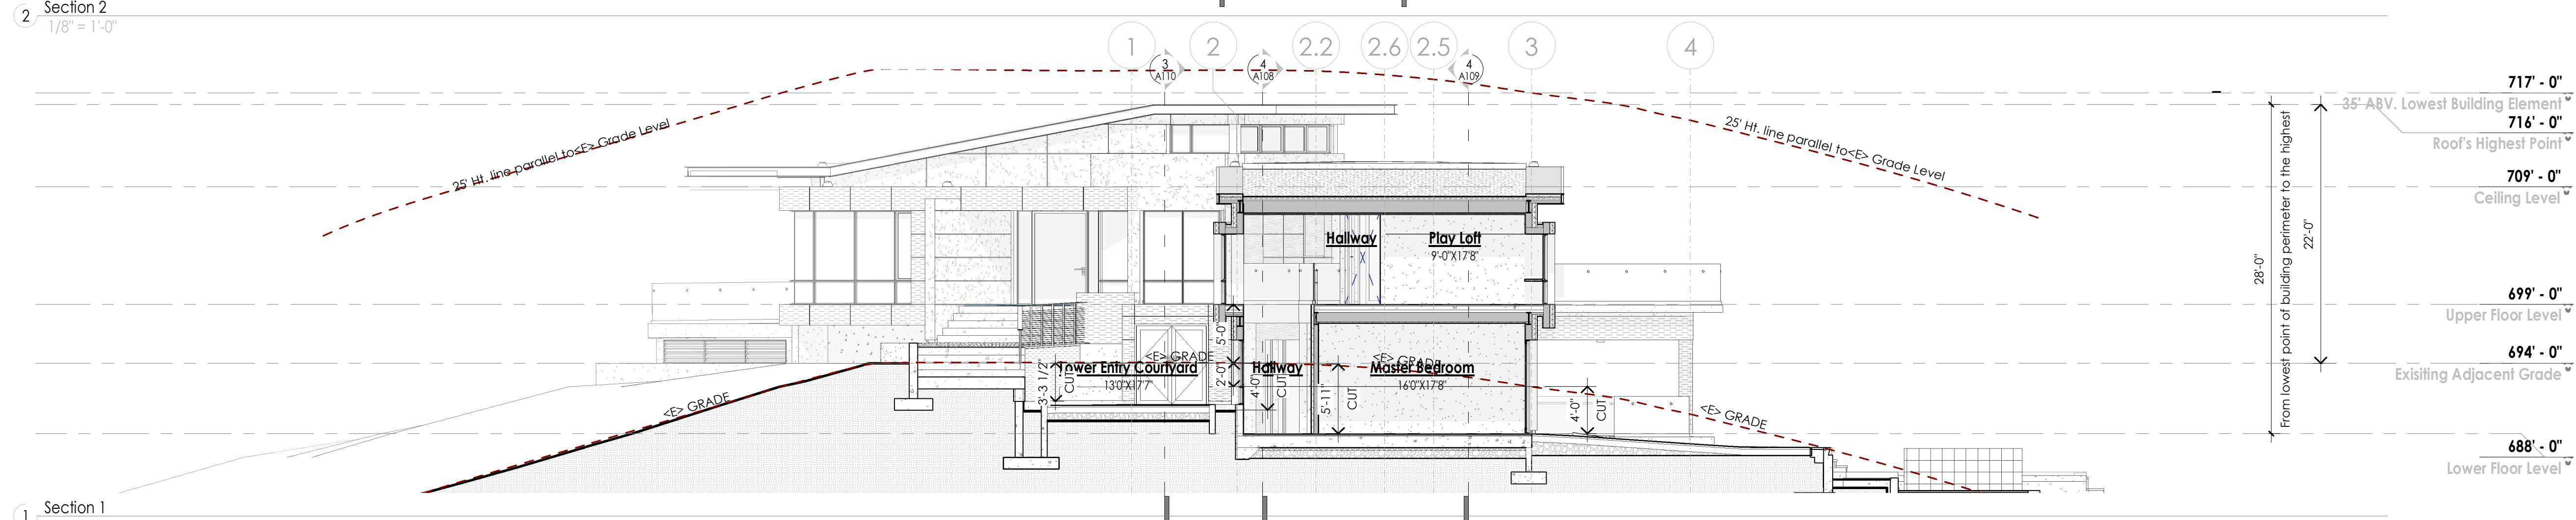 2 Section 2
1/8" = 1'-0"
1 2 2.2 2.6 2.5 3 4
3 A110
4 A108
4 A109
717' - 0"
35' ABV. Lowest Building Element
716' - 0"
Roof's Highest Point
25' Ht. line parallel to<E> Grade Level
25' Ht. line parallel to<E> Grade Level
709' - 0"
Ceiling Level
From lowest point of building perimeter to the highest
28'-0"
22'-0"
Hallway
Play Loft
9'-0"X17'8"
699' - 0"
Upper Floor Level
5'-0"
2'-0"
<E> GRADE
<E> GRADE
Lower Entry Courtyard
13'0"X17'7"
3'-3 1/2"
CUT
Hallway
4'-0"
CUT
Master Bedroom
16'0"X17'8"
5'-11"
CUT
4'-0"
CUT
694' - 0"
Exisiting Adjacent Grade
<E> GRADE
<E> GRADE
688' - 0"
Lower Floor Level
1 Section 1